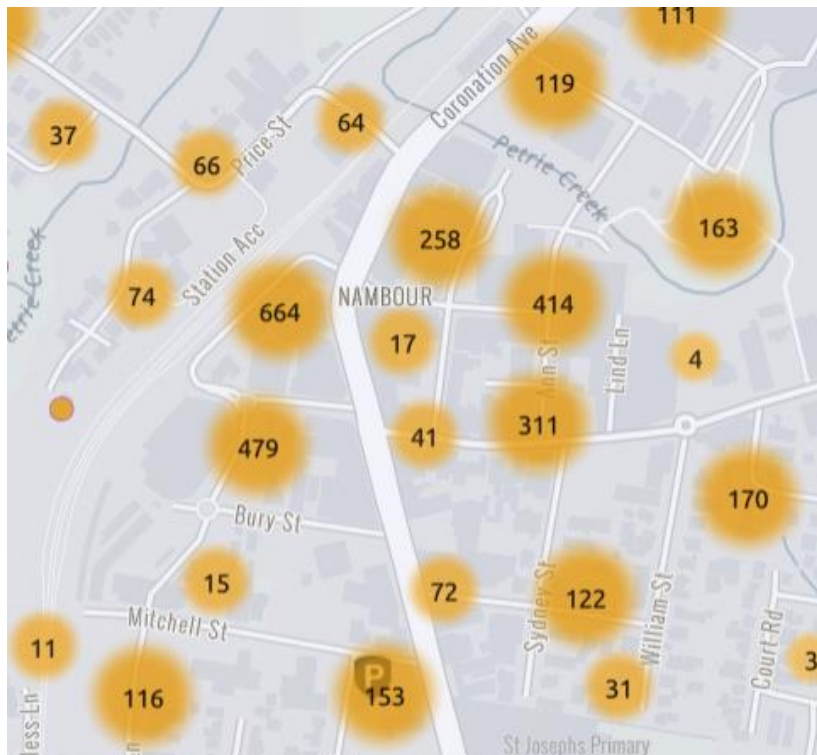 111
119
Coronation Ave
64
37
66
Price St
Petrie Creek
163
258
Station Acc
Petrie Creek
74
664
NAMBOUR
414
17
4
Ann St
Lind Ln
41
311
479
170
Bury St
15
72
122
Sydney St
William St
Mitchell St
11
Court Rd
3
116
P
153
31
St Josephs Primary